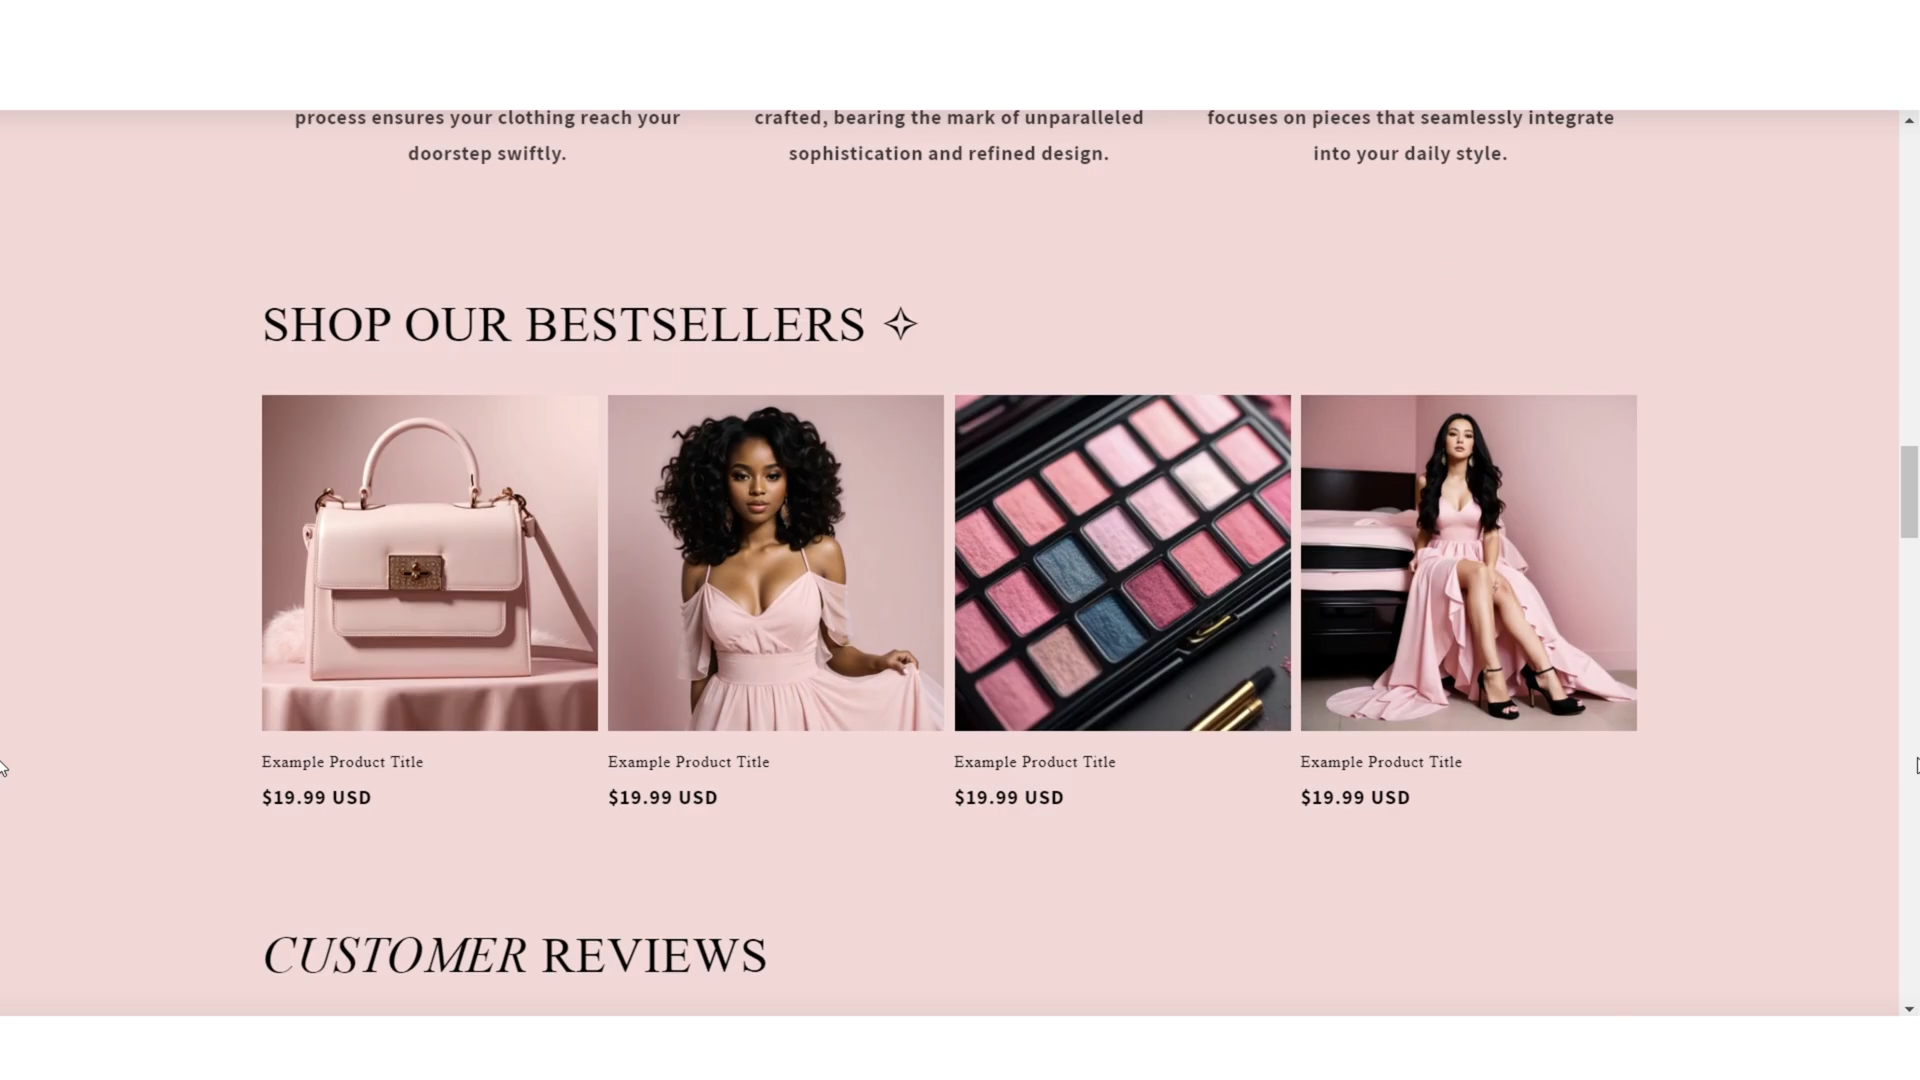 process ensures your clothing reach your
doorstep swiftly.
crafted, bearing the mark of unparalleled
sophistication and refined design.
focuses on pieces that seamlessly integrate
into your daily style.
SHOP OUR BESTSELLERS ✧
Example Product Title
$19.99 USD
Example Product Title
$19.99 USD
Example Product Title
$19.99 USD
Example Product Title
$19.99 USD
CUSTOMER REVIEWS